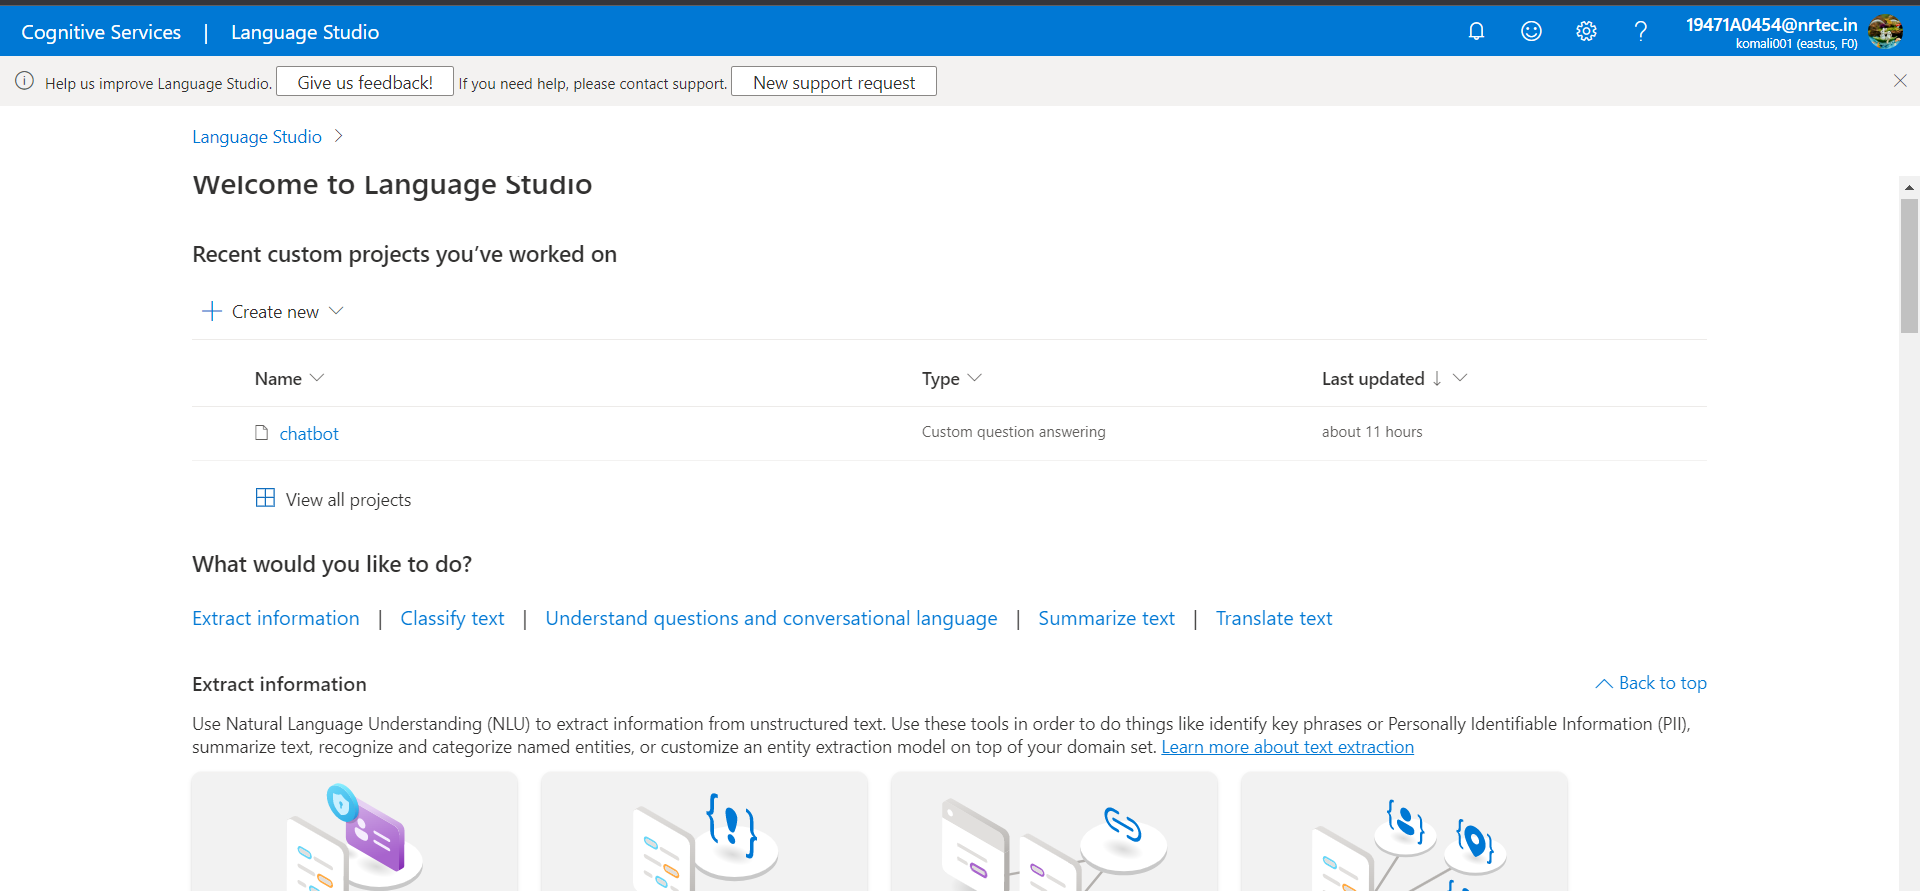 Cognitive Services | Language Studio
19471A0454@nrtec.in
komali001 (eastus, F0)
Help us improve Language Studio. Give us feedback! If you need help, please contact support. New support request
Language Studio
Welcome to Language Studio
Recent custom projects you’ve worked on
Create new
Name Type Last updated
chatbot Custom question answering about 11 hours
View all projects
What would you like to do?
Extract information | Classify text | Understand questions and conversational language | Summarize text | Translate text
Extract information Back to top
Use Natural Language Understanding (NLU) to extract information from unstructured text. Use these tools in order to do things like identify key phrases or Personally Identifiable Information (PII),
summarize text, recognize and categorize named entities, or customize an entity extraction model on top of your domain set. Learn more about text extraction